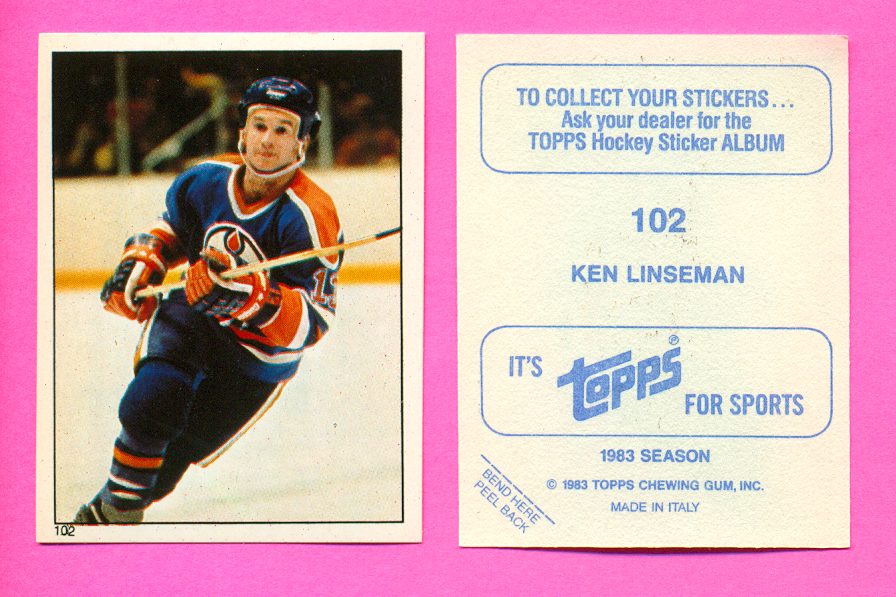 102
TO COLLECT YOUR STICKERS...
Ask your dealer for the
TOPPS Hockey Sticker ALBUM
102
KEN LINSEMAN
IT'S
topps
FOR SPORTS
1983 SEASON
© 1983 TOPPS CHEWING GUM, INC.
MADE IN ITALY
BEND HERE
PEEL BACK